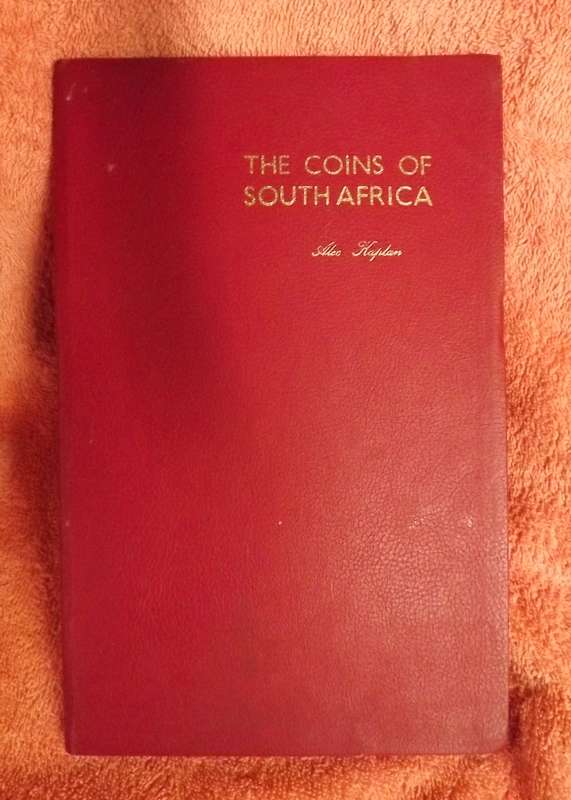 THE COINS OF
SOUTH AFRICA
Alec Kaplan